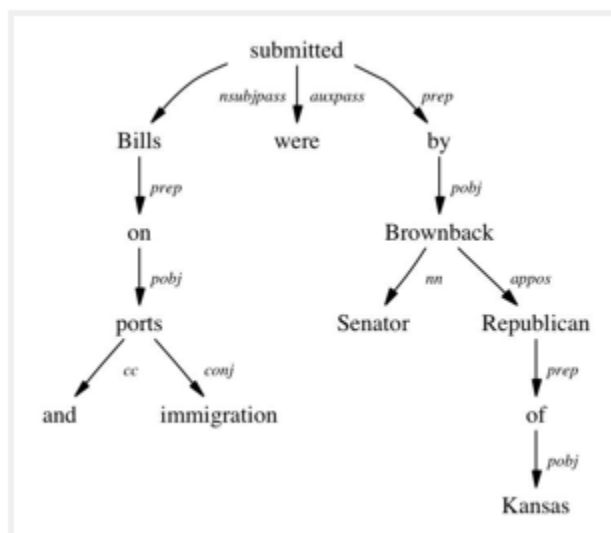 submitted
nsubjpass auxpass prep
Bills were by
prep pobj
on Brownback
pobj nn appos
ports Senator Republican
cc conj prep
and immigration of
pobj
Kansas